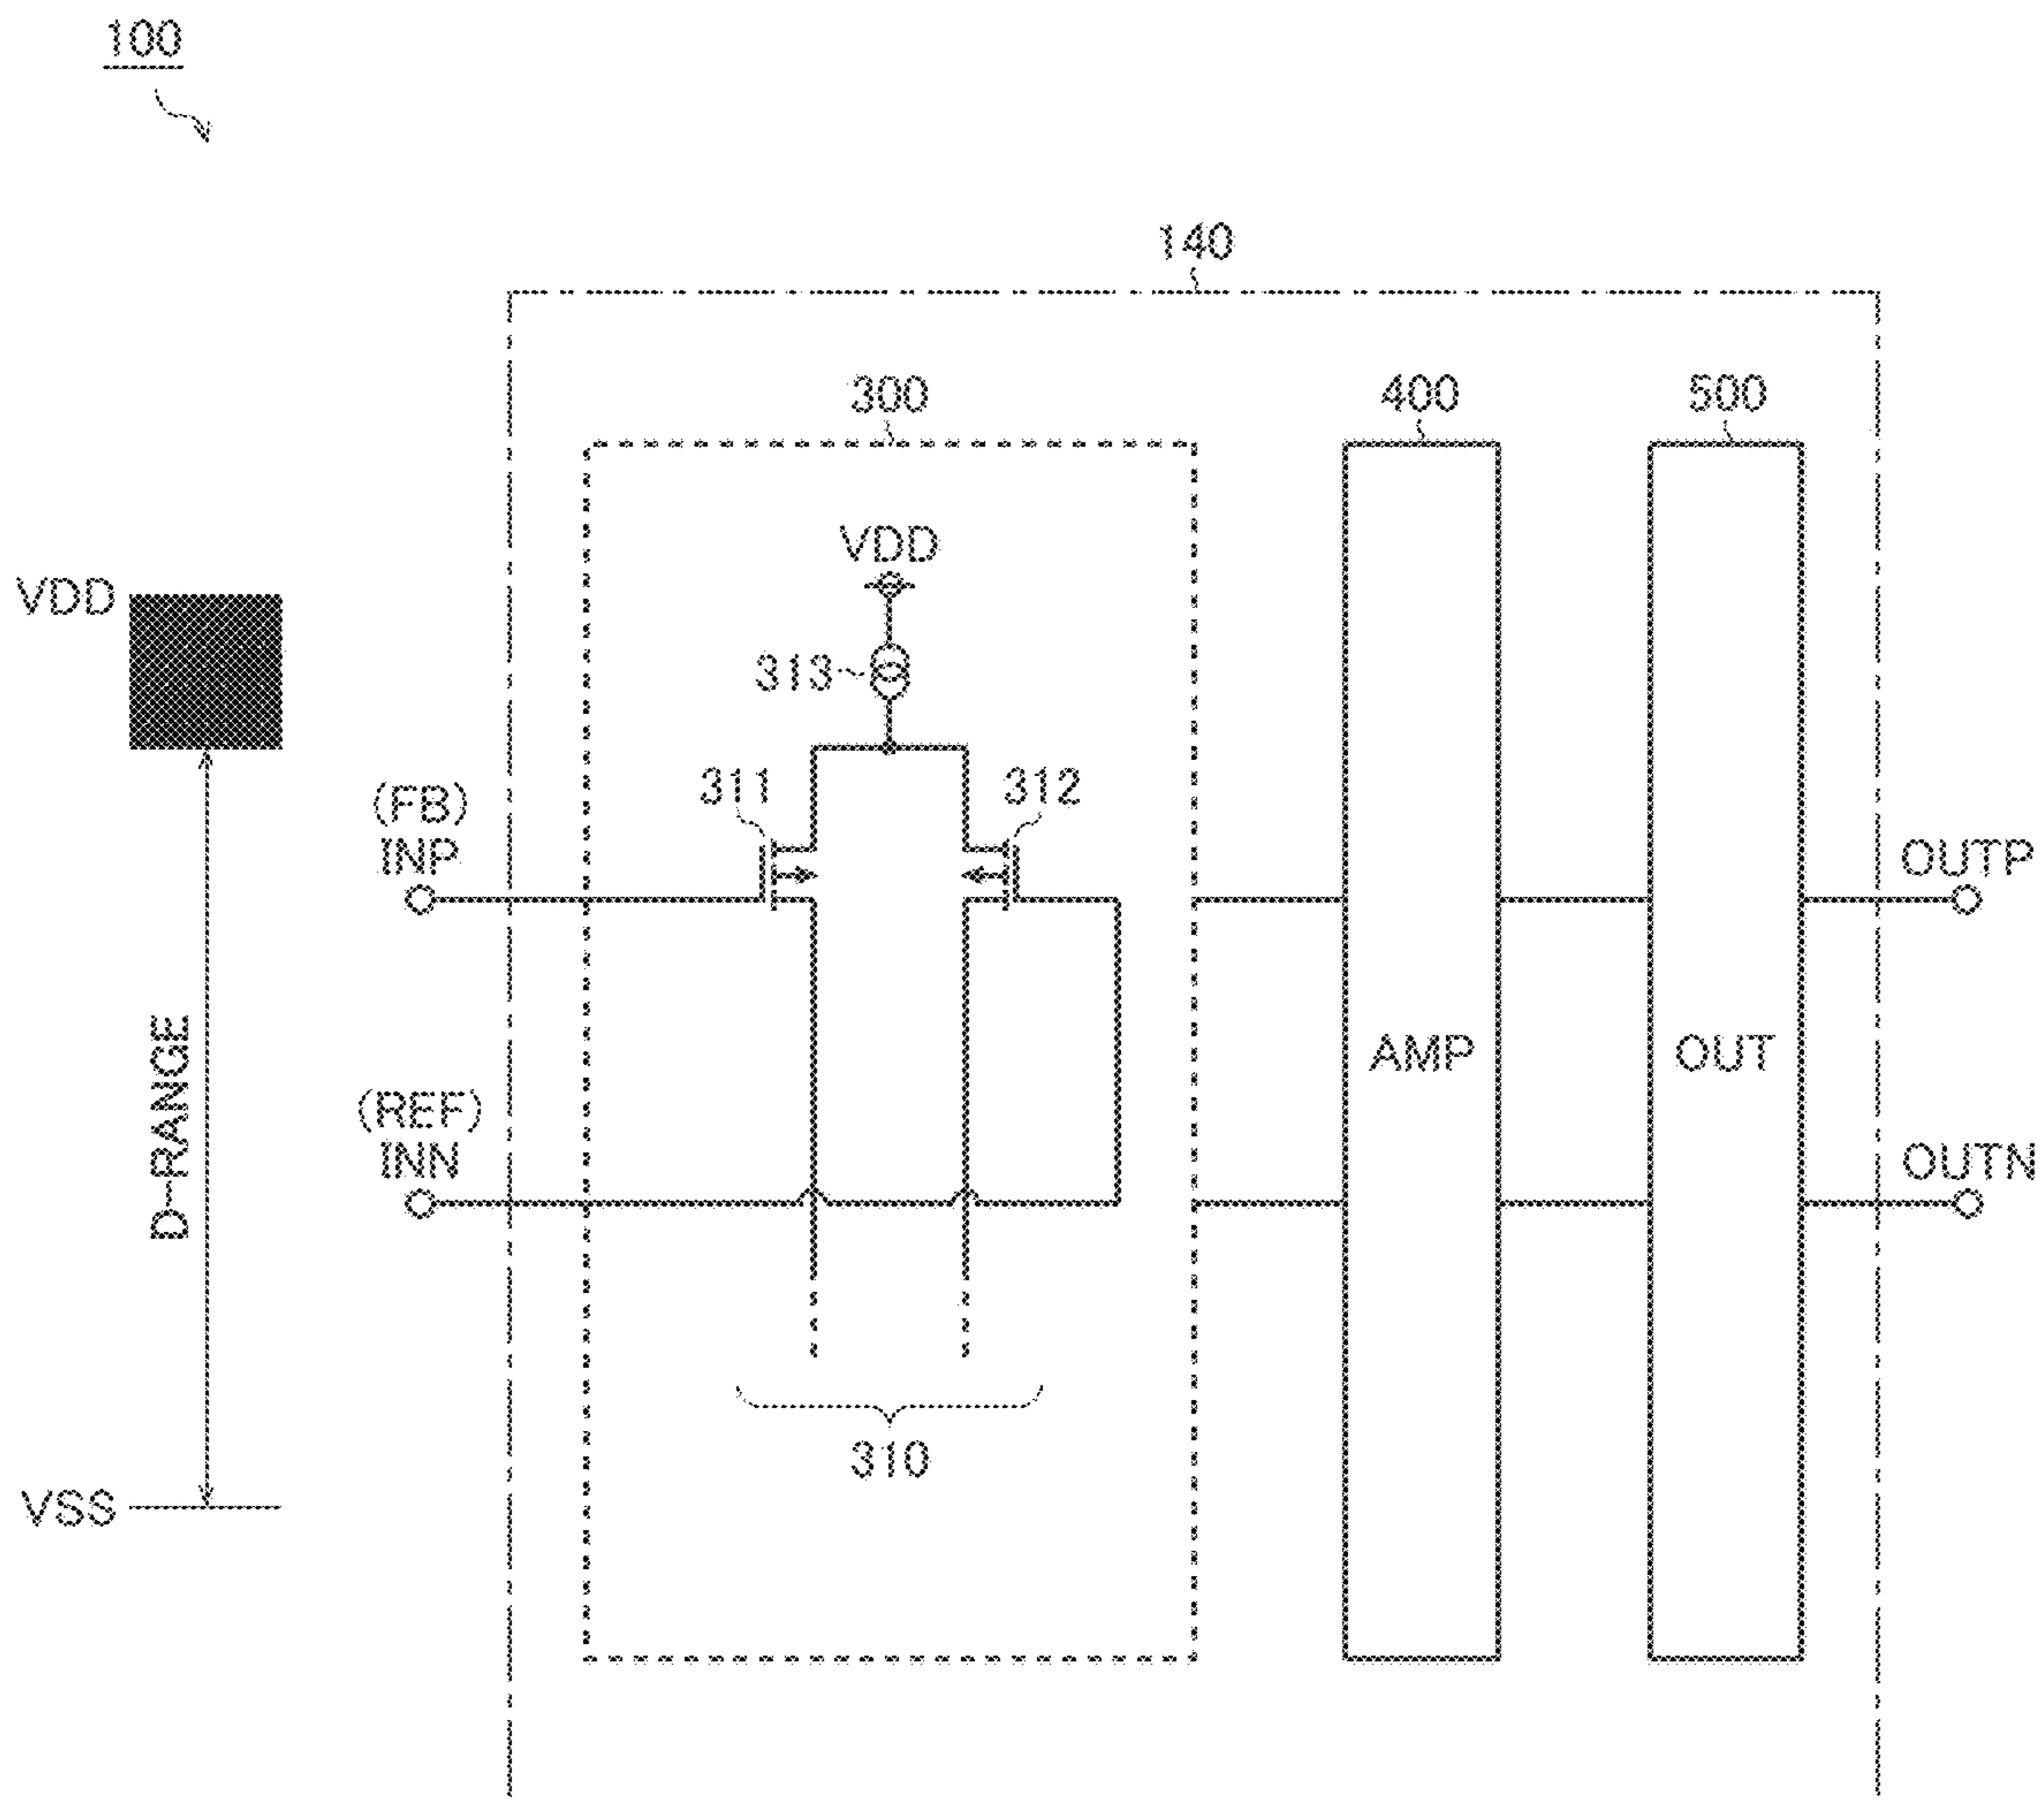 100
140
300
400
500
VDD
VDD
313
311
312
(FB)
INP
OUTP
D-RANGE
AMP
OUT
(REF)
INN
OUTN
310
VSS